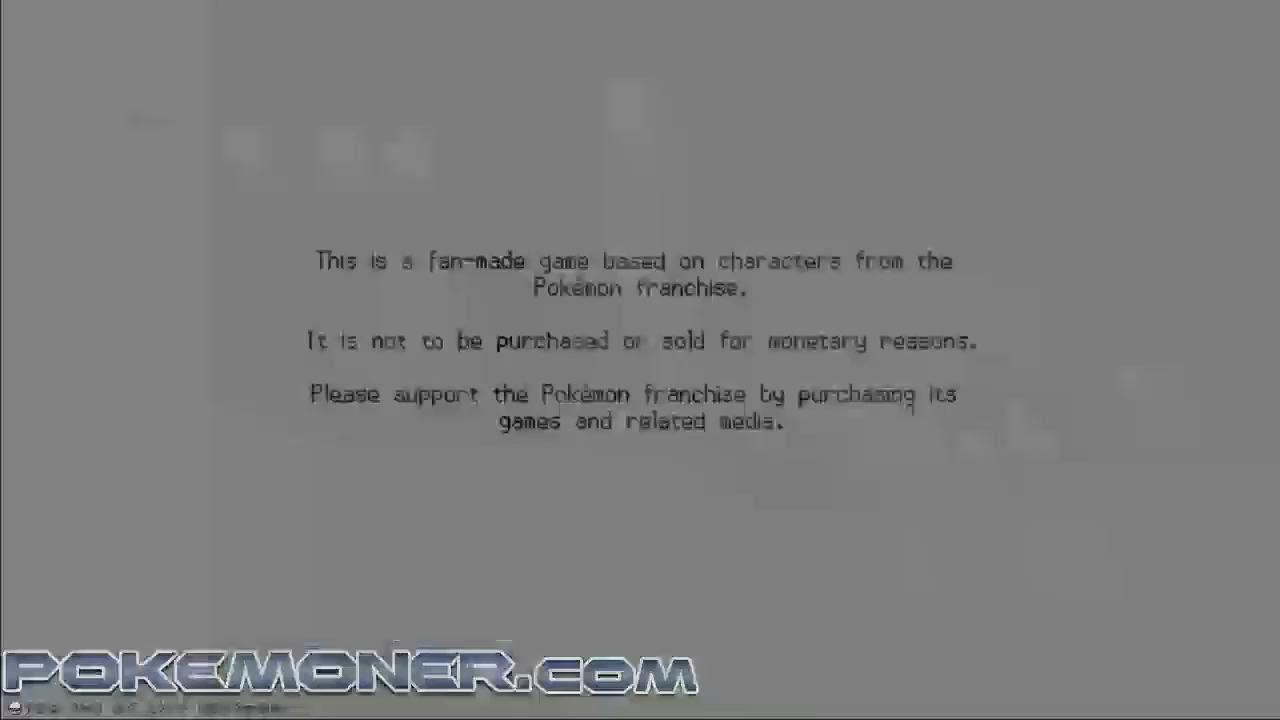 This is a fan-made game based on characters from the
Pokémon franchise.
It is not to be purchased or sold for monetary reasons.
Please support the Pokémon franchise by purchasing its
games and related media.
POKEMONER.COM